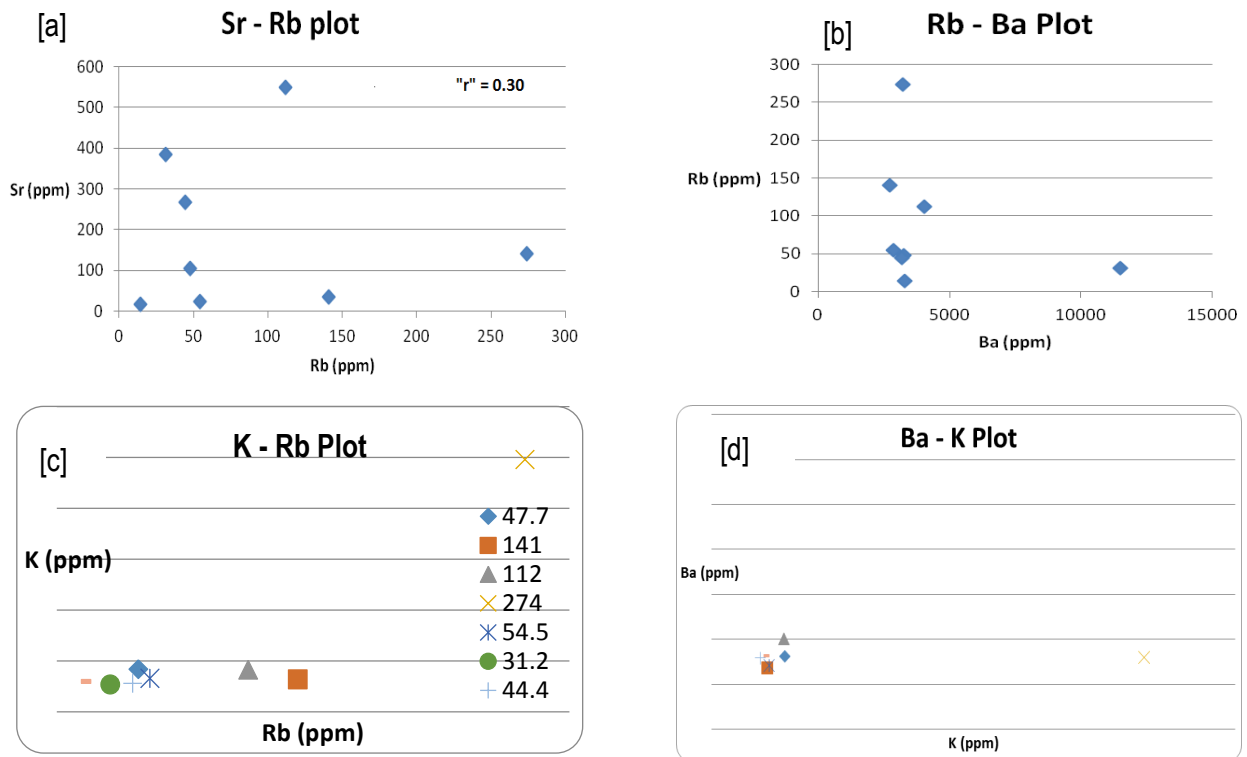 [a]
Sr - Rb plot
600
500
400
300
200
100
0
Sr (ppm)
"r" = 0.30
0 50 100 150 200 250 300
Rb (ppm)
[b]
Rb - Ba Plot
300
250
200
150
100
50
0
Rb (ppm)
0 5000 10000 15000
Ba (ppm)
[c]
K - Rb Plot
K (ppm)
47.7
141
112
274
54.5
31.2
44.4
Rb (ppm)
[d]
Ba - K Plot
Ba (ppm)
K (ppm)